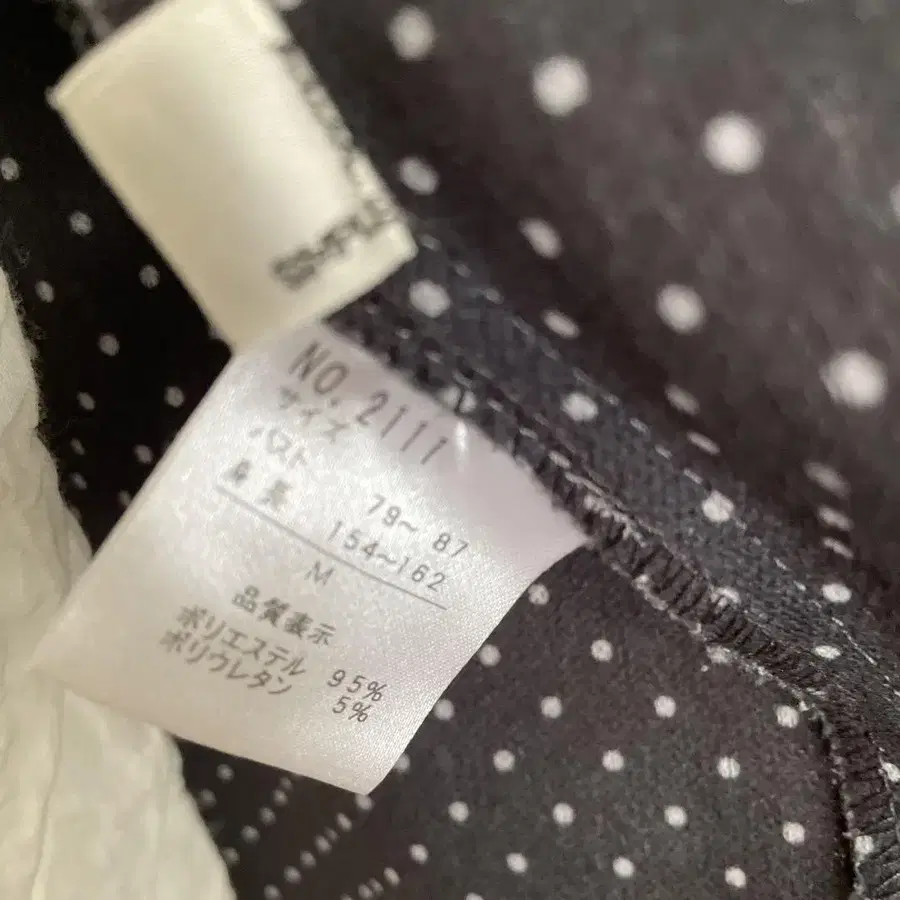 NO. 2111
サイズ
バスト 79〜87
身長 154〜162
M
品質表示
ポリエステル 95%
ポリウレタン 5%